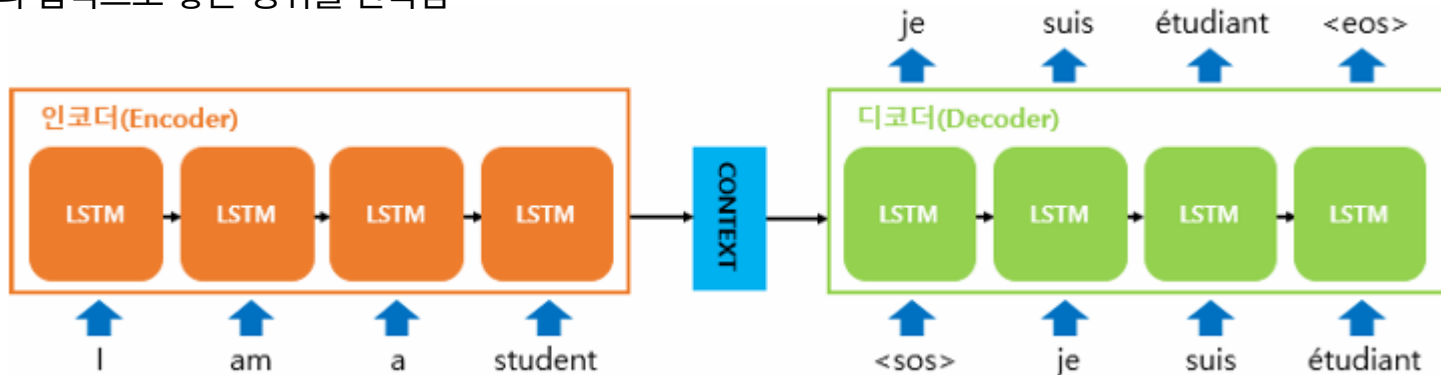 je suis étudiant <eos>
인코더(Encoder) 디코더(Decoder)
LSTM LSTM LSTM LSTM CONTEXT LSTM LSTM LSTM LSTM
I am a student <sos> je suis étudiant